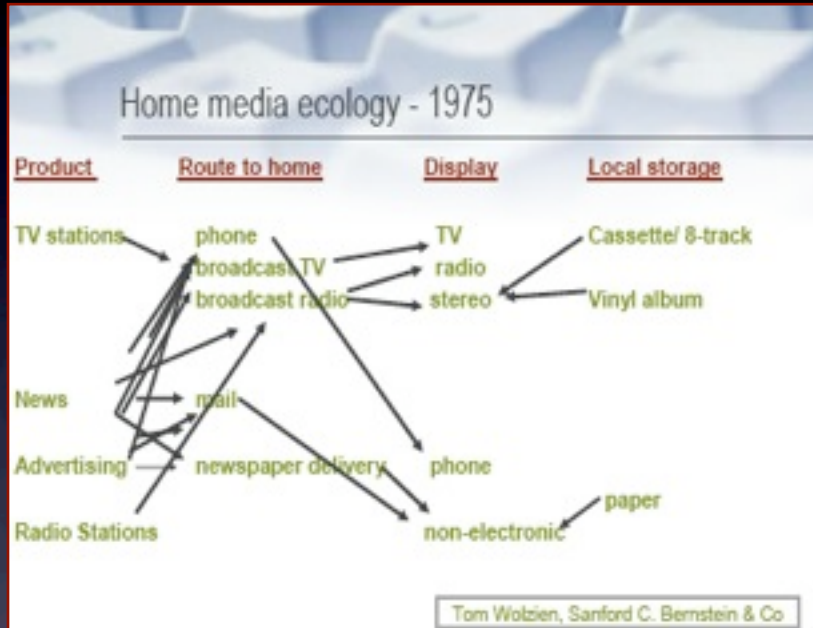 Home media ecology - 1975
Product Route to home Display Local storage
TV stations phone TV Cassette/ 8-track
broadcast TV radio
broadcast radio stereo Vinyl album
News mail
Advertising newspaper delivery phone
paper
Radio Stations non-electronic
Tom Wolzien, Sanford C. Bernstein & Co